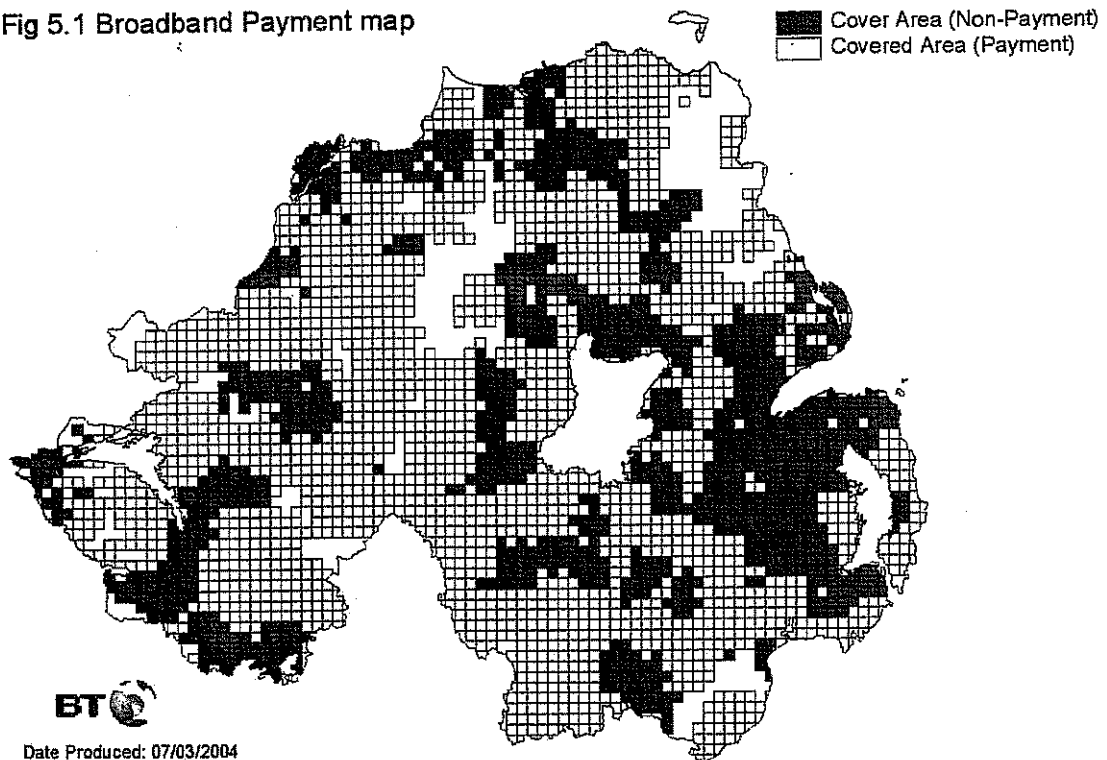 Fig 5.1 Broadband Payment map
Cover Area (Non-Payment)
Covered Area (Payment)
BT
Date Produced: 07/03/2004